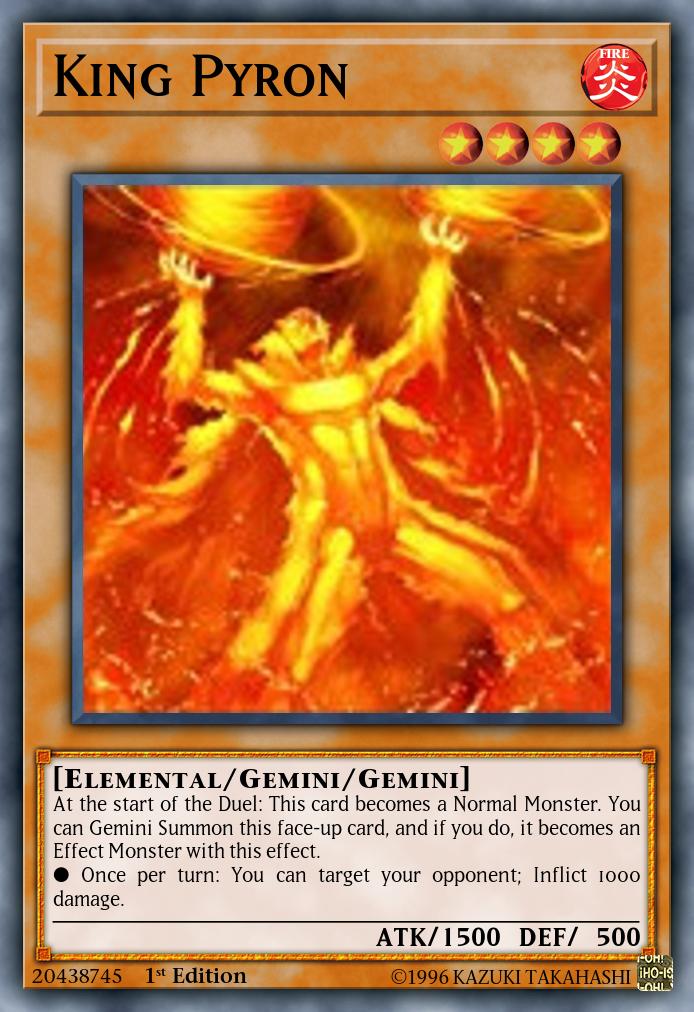 King Pyron
FIRE
炎
[Elemental/Gemini/Gemini]
At the start of the Duel: This card becomes a Normal Monster. You
can Gemini Summon this face-up card, and if you do, it becomes an
Effect Monster with this effect.
● Once per turn: You can target your opponent; Inflict 1000
damage.
ATK/1500 DEF/ 500
20438745 1st Edition ©1996 KAZUKI TAKAHASHI